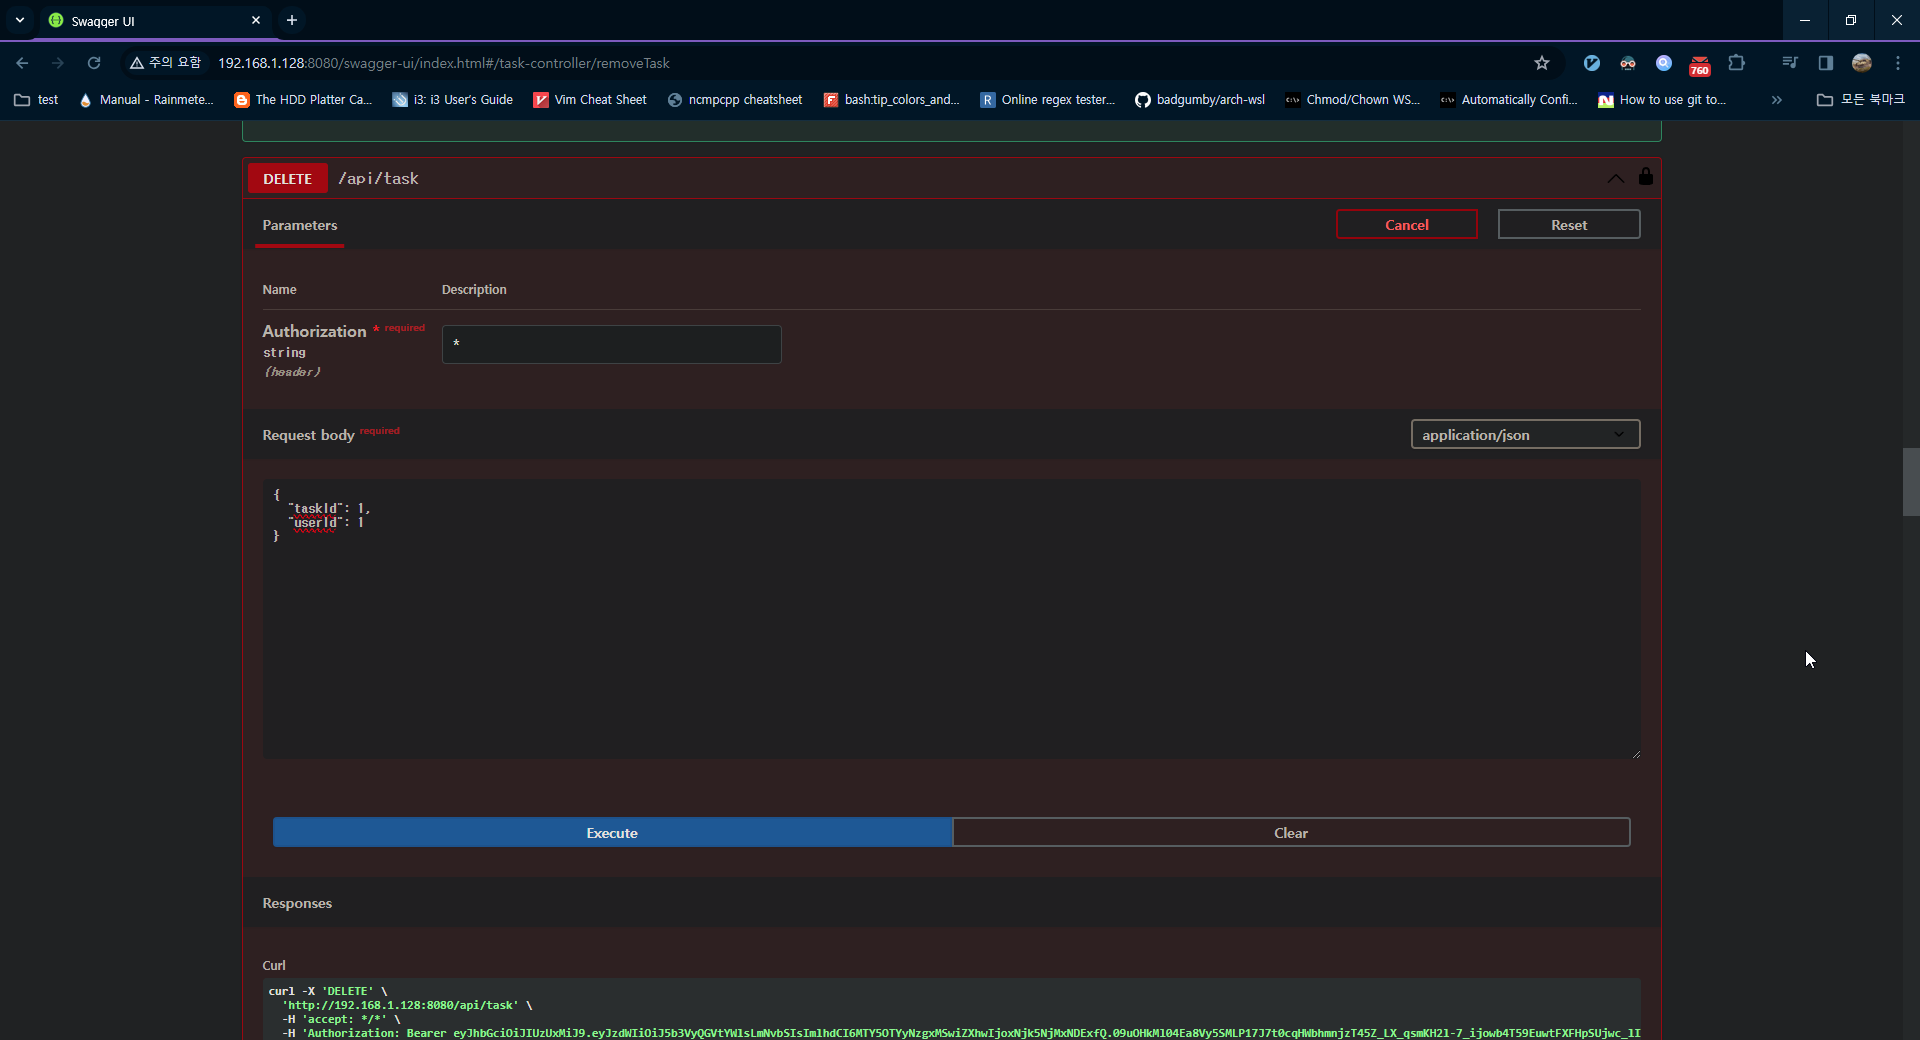 Swagger UI
주의 요함 192.168.1.128:8080/swagger-ui/index.html#/task-controller/removeTask
760
test Manual - Rainmete... The HDD Platter Ca... i3: i3 User's Guide Vim Cheat Sheet ncmpcpp cheatsheet bash:tip_colors_and... Online regex tester... badgumby/arch-wsl Chmod/Chown WS... Automatically Confi... How to use git to... » 모든 북마크
DELETE /api/task
Parameters Cancel Reset
Name Description
Authorization * required *
string
(header)
Request body required application/json
{
"taskId": 1,
"userId": 1
}
Execute Clear
Responses
Curl
curl -X 'DELETE' \
'http://192.168.1.128:8080/api/task' \
-H 'accept: */*' \
-H 'Authorization: Bearer